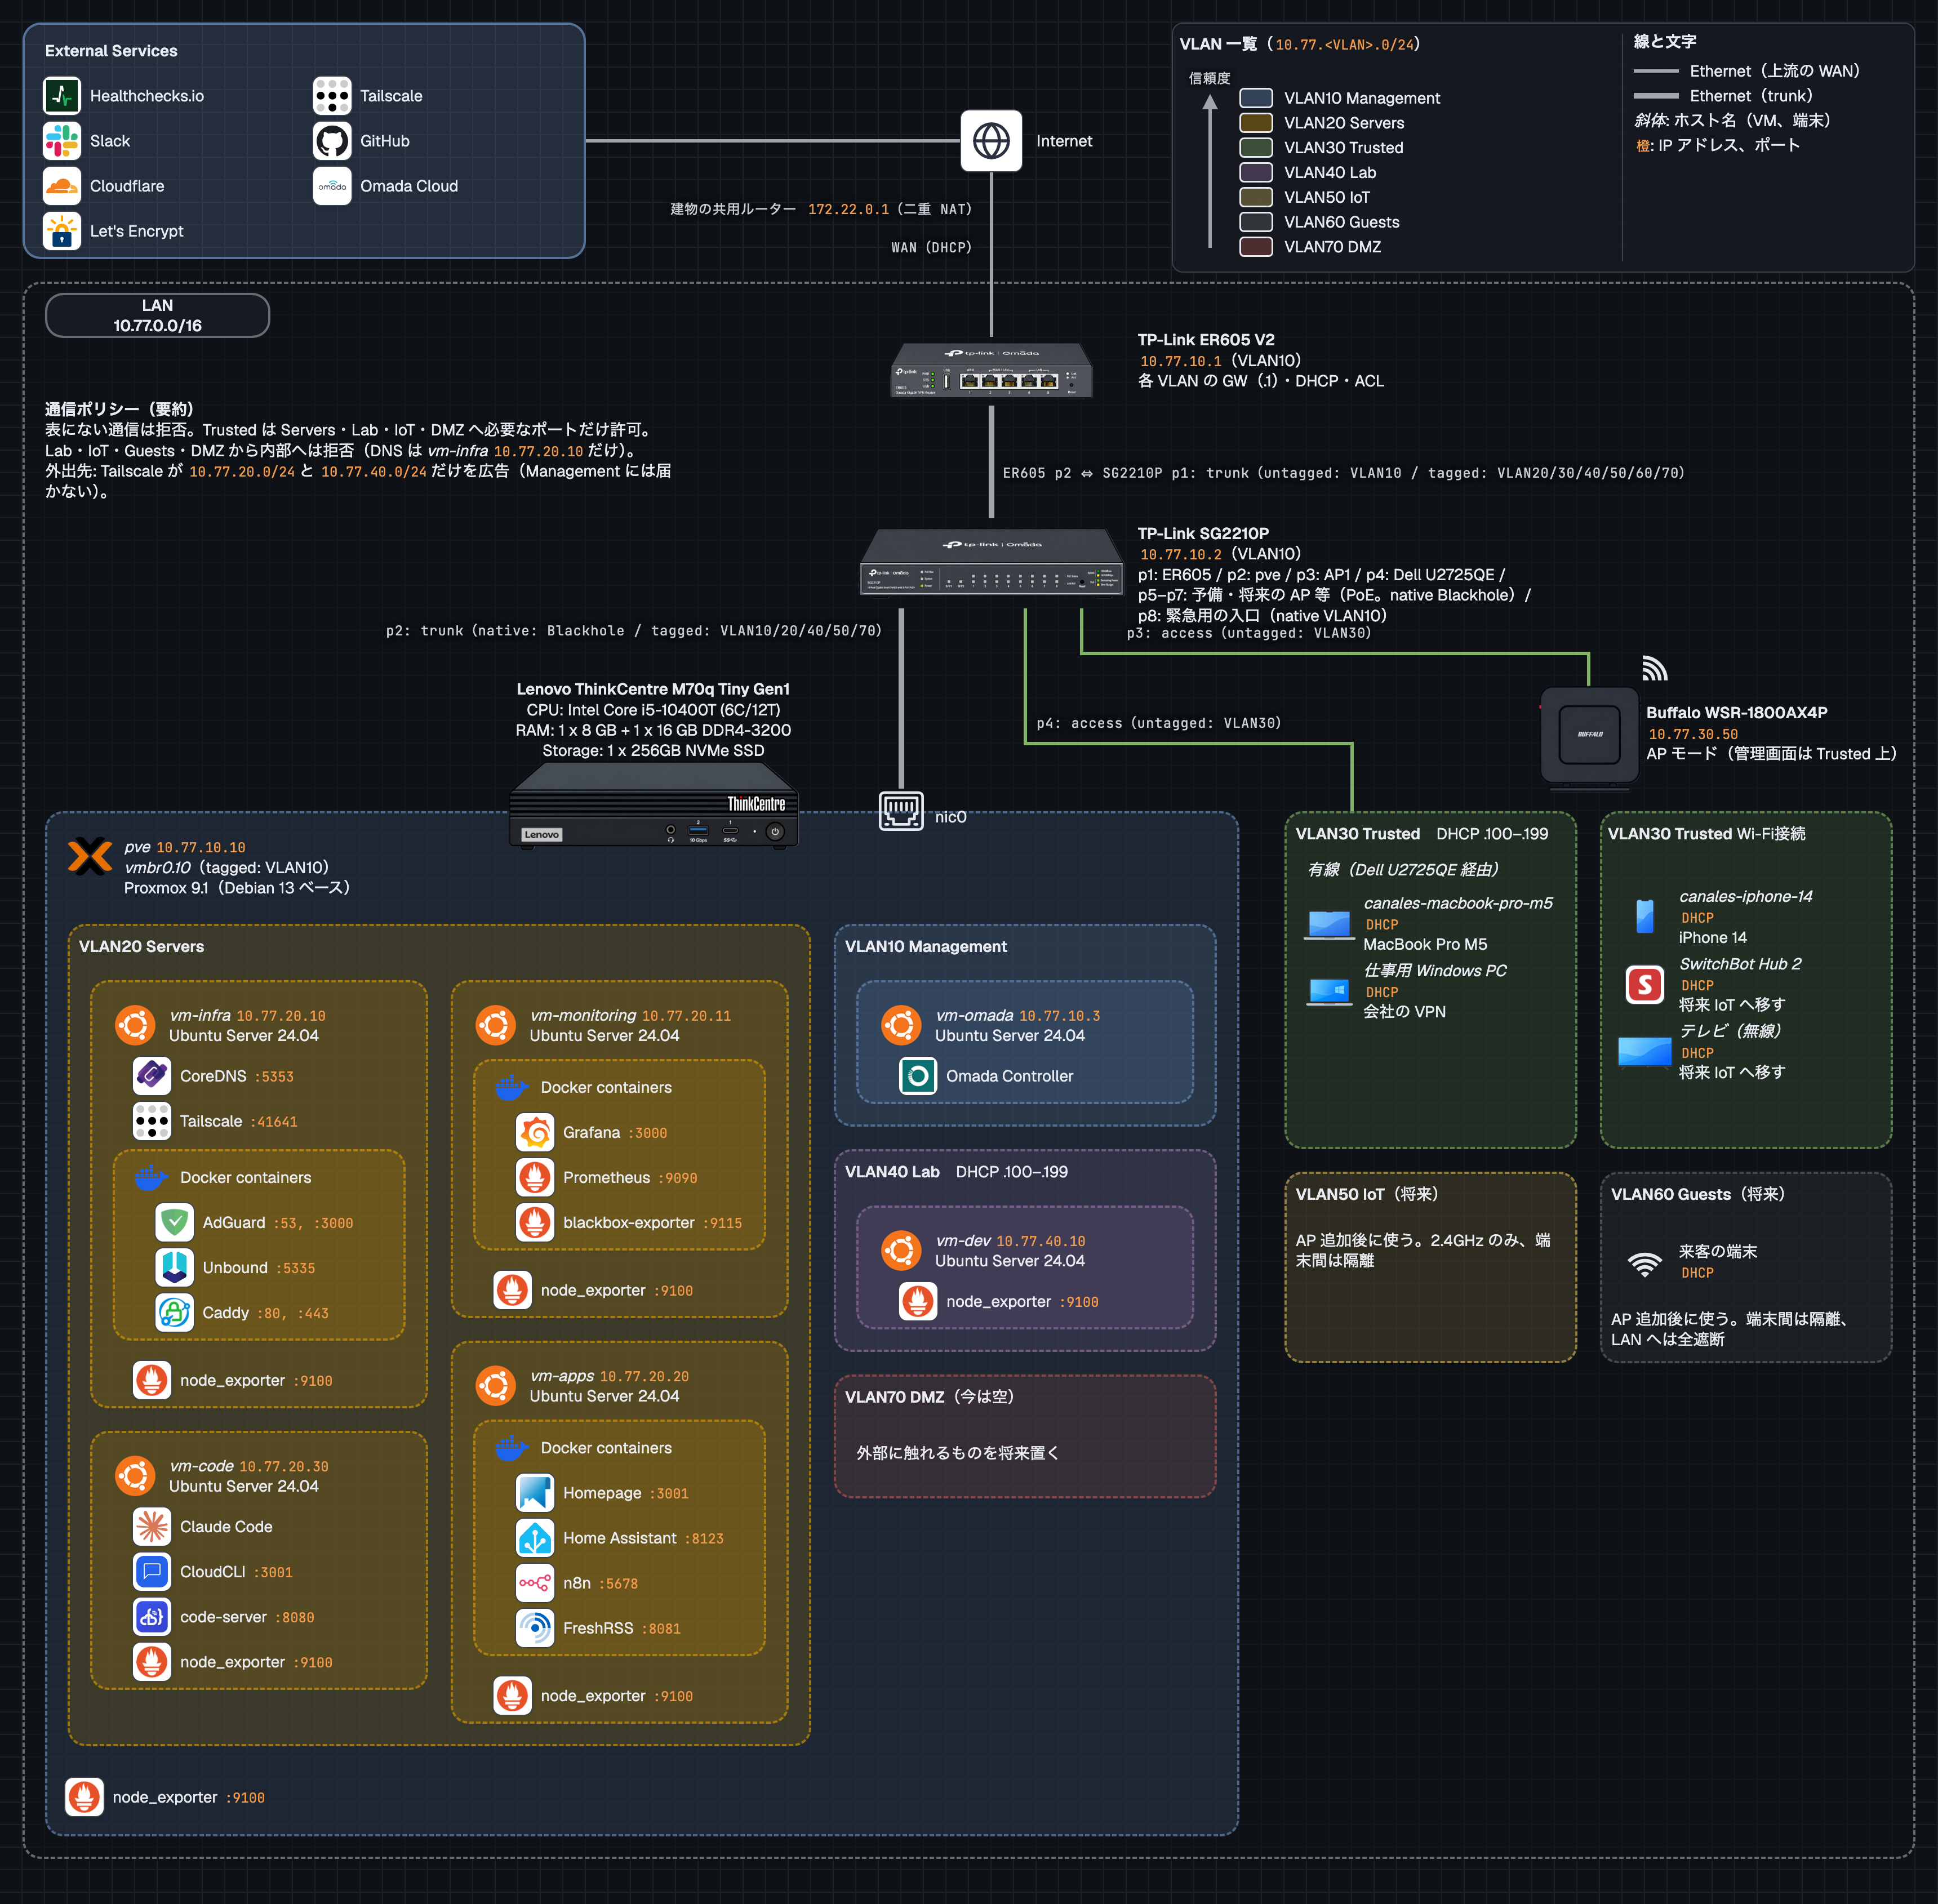 External Services
Healthchecks.io
Tailscale
Slack
GitHub
Cloudflare
omada
Omada Cloud
Let's Encrypt
Internet
建物の共用ルーター 172.22.0.1 (二重 NAT)
WAN (DHCP)
VLAN 一覧(10.77.<VLAN>.0/24)
信頼度
VLAN10 Management
VLAN20 Servers
VLAN30 Trusted
VLAN40 Lab
VLAN50 IoT
VLAN60 Guests
VLAN70 DMZ
線と文字
Ethernet(上流の WAN)
Ethernet(trunk)
斜体: ホスト名(VM、端末)
橙: IP アドレス、ポート
LAN
10.77.0.0/16
通信ポリシー(要約)
表にない通信は拒否。Trusted は Servers・Lab・IoT・DMZ へ必要なポートだけ許可。
Lab・IoT・Guests・DMZ から内部へは拒否(DNS は vm-infra 10.77.20.10 だけ)。
外出先: Tailscale が 10.77.20.0/24 と 10.77.40.0/24 だけを広告(Management には届
かない)。
tp-link | Omada
TP-Link ER605 V2
10.77.10.1(VLAN10)
各 VLAN の GW(.1)・DHCP・ACL
ER605 p2 ⇔ SG2210P p1: trunk (untagged: VLAN10 / tagged: VLAN20/30/40/50/60/70)
tp-link | Omada
TP-Link SG2210P
10.77.10.2(VLAN10)
p1: ER605 / p2: pve / p3: AP1 / p4: Dell U2725QE /
p5–p7: 予備・将来の AP 等(PoE。native Blackhole)/
p8: 緊急用の入口(native VLAN10)
p2: trunk (native: Blackhole / tagged: VLAN10/20/40/50/70)
p3: access (untagged: VLAN30)
p4: access (untagged: VLAN30)
BUFFALO
Buffalo WSR-1800AX4P
10.77.30.50
AP モード(管理画面は Trusted 上)
Lenovo ThinkCentre M70q Tiny Gen1
CPU: Intel Core i5-10400T (6C/12T)
RAM: 1 x 8 GB + 1 x 16 GB DDR4-3200
Storage: 1 x 256GB NVMe SSD
ThinkCentre
Lenovo
nic0
pve 10.77.10.10
vmbr0.10(tagged: VLAN10)
Proxmox 9.1(Debian 13 ベース)
VLAN20 Servers
vm-infra 10.77.20.10
Ubuntu Server 24.04
CoreDNS :5353
Tailscale :41641
Docker containers
AdGuard :53, :3000
Unbound :5335
Caddy :80, :443
node_exporter :9100
vm-code 10.77.20.30
Ubuntu Server 24.04
Claude Code
CloudCLI :3001
code-server :8080
node_exporter :9100
vm-monitoring 10.77.20.11
Ubuntu Server 24.04
Docker containers
Grafana :3000
Prometheus :9090
blackbox-exporter :9115
node_exporter :9100
vm-apps 10.77.20.20
Ubuntu Server 24.04
Docker containers
Homepage :3001
Home Assistant :8123
n8n :5678
FreshRSS :8081
node_exporter :9100
VLAN10 Management
vm-omada 10.77.10.3
Ubuntu Server 24.04
Omada Controller
VLAN40 Lab DHCP .100–.199
vm-dev 10.77.40.10
Ubuntu Server 24.04
node_exporter :9100
VLAN70 DMZ(今は空)
外部に触れるものを将来置く
node_exporter :9100
VLAN30 Trusted DHCP .100–.199
有線(Dell U2725QE 経由)
canales-macbook-pro-m5
DHCP
MacBook Pro M5
仕事用 Windows PC
DHCP
会社の VPN
VLAN30 Trusted Wi-Fi接続
canales-iphone-14
DHCP
iPhone 14
SwitchBot Hub 2
DHCP
将来 IoT へ移す
テレビ(無線)
DHCP
将来 IoT へ移す
VLAN50 IoT(将来)
AP 追加後に使う。2.4GHz のみ、端
末間は隔離
VLAN60 Guests(将来)
来客の端末
DHCP
AP 追加後に使う。端末間は隔離、
LAN へは全遮断